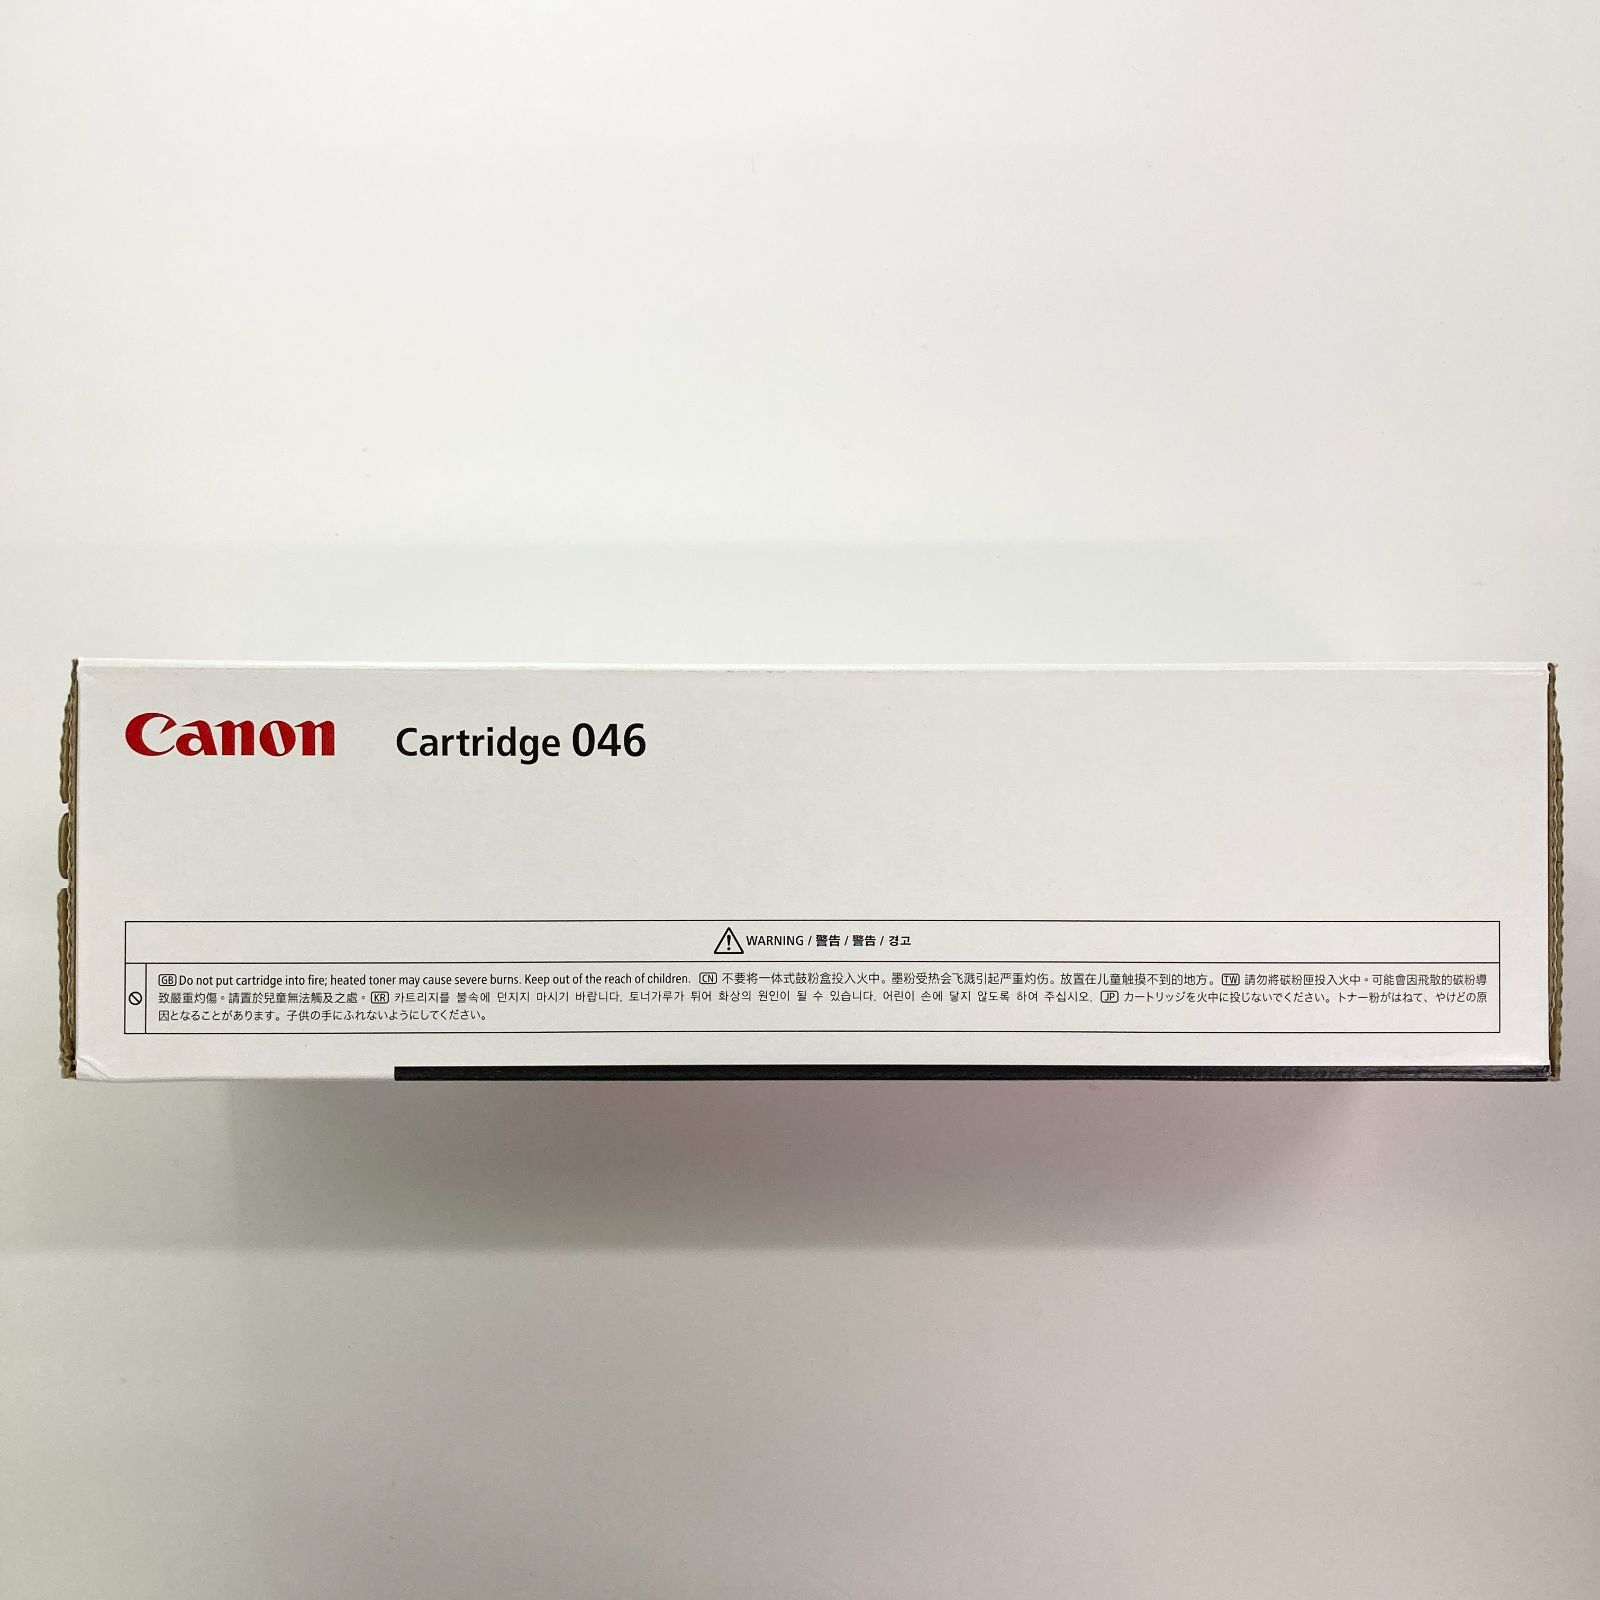 Canon Cartridge 046
WARNING / 警告 / 警告 / 경고
GB Do not put cartridge into fire; heated toner may cause severe burns. Keep out of the reach of children. CN 不要将一体式鼓粉盒投入火中。墨粉受热会飞溅引起严重灼伤。放置在儿童触摸不到的地方。TW 請勿將碳粉匣投入火中。可能會因飛散的碳粉導
致嚴重灼傷。請置於兒童無法觸及之處。KR 카트리지를 불속에 던지지 마시기 바랍니다. 토너가루가 튀어 화상의 원인이 될 수 있습니다. 어린이 손에 닿지 않도록 하여 주십시오. JP カートリッジを火中に投じないでください。トナー粉がはねて、やけどの原
因となることがあります。子供の手にふれないようにしてください。